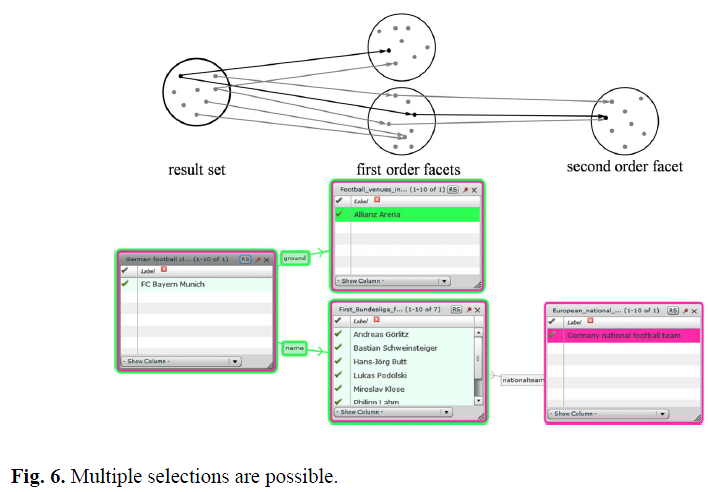 result set
first order facets
second order facet
Football_venues_in... (1-10 of 1) RS
Label
Allianz Arena
- Show Column -
German football cl... (1-10 of 1) RS
Label
FC Bayern Munich
- Show Column -
ground
name
First_Bundesliga_f... (1-10 of 7) RS
Label
Andreas Görlitz
Bastian Schweinsteiger
Hans-Jörg Butt
Lukas Podolski
Miroslav Klose
Philipp Lahm
- Show Column -
nationalteam
European_national_... (1-10 of 1) RS
Label
Germany national football team
- Show Column -
Fig. 6. Multiple selections are possible.